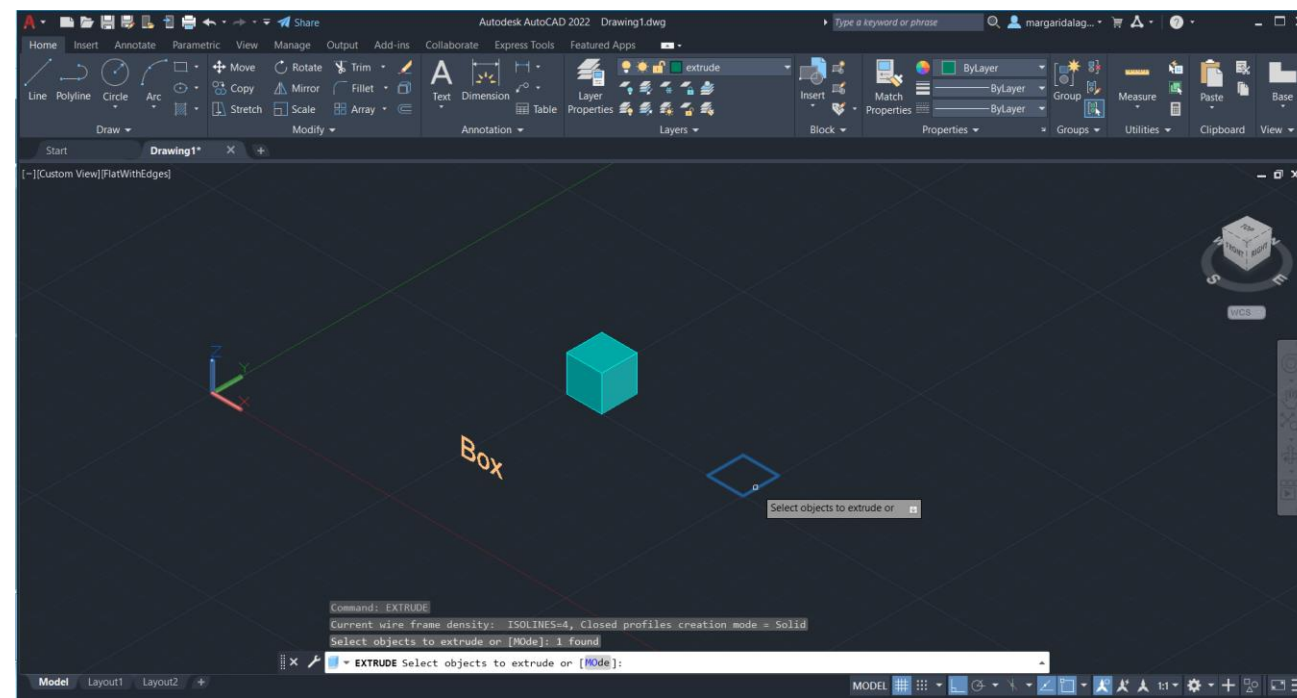 Share
Autodesk AutoCAD 2022 Drawing1.dwg
Type a keyword or phrase
margaridalag...
Home Insert Annotate Parametric View Manage Output Add-ins Collaborate Express Tools Featured Apps
Move Rotate Trim extrude ByLayer
Copy Mirror Fillet ByLayer
Line Polyline Circle Arc Text Dimension Layer Insert Match Group Measure Paste Base
Stretch Scale Array Table Properties Properties ByLayer
Draw Modify Annotation Layers Block Properties Groups Utilities Clipboard View
Start Drawing1* +
[−][Custom View][FlatWithEdges]
TOP
FRONT RIGHT
S E
WCS
Z
Y
X
Box
Select objects to extrude or
Command: EXTRUDE
Current wire frame density: ISOLINES=4, Closed profiles creation mode = Solid
Select objects to extrude or [MOde]: 1 found
EXTRUDE Select objects to extrude or [MOde]:
Model Layout1 Layout2 +
MODEL 1:1